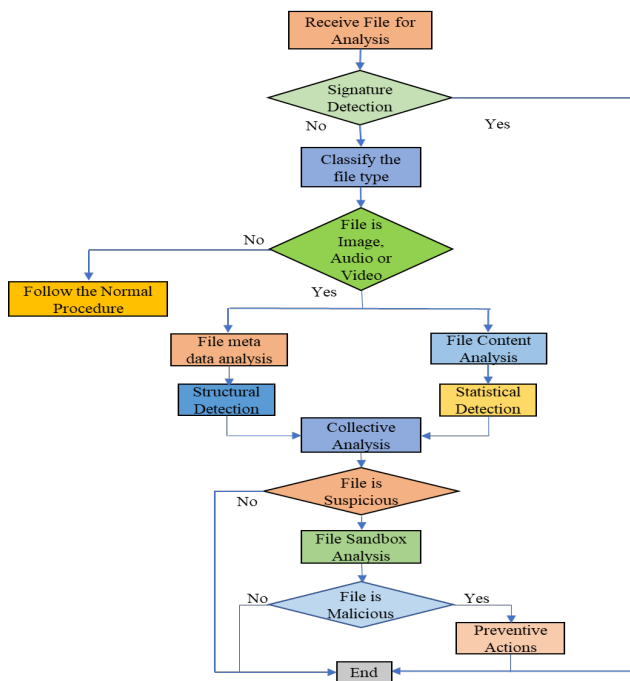 Receive File for
Analysis
Signature
Detection
No
Yes
Classify the
file type
File is
Image,
Audio or
Video
No
Yes
Follow the Normal
Procedure
File meta
data analysis
File Content
Analysis
Structural
Detection
Statistical
Detection
Collective
Analysis
File is
Suspicious
No
File Sandbox
Analysis
File is
Malicious
No
Yes
Preventive
Actions
End